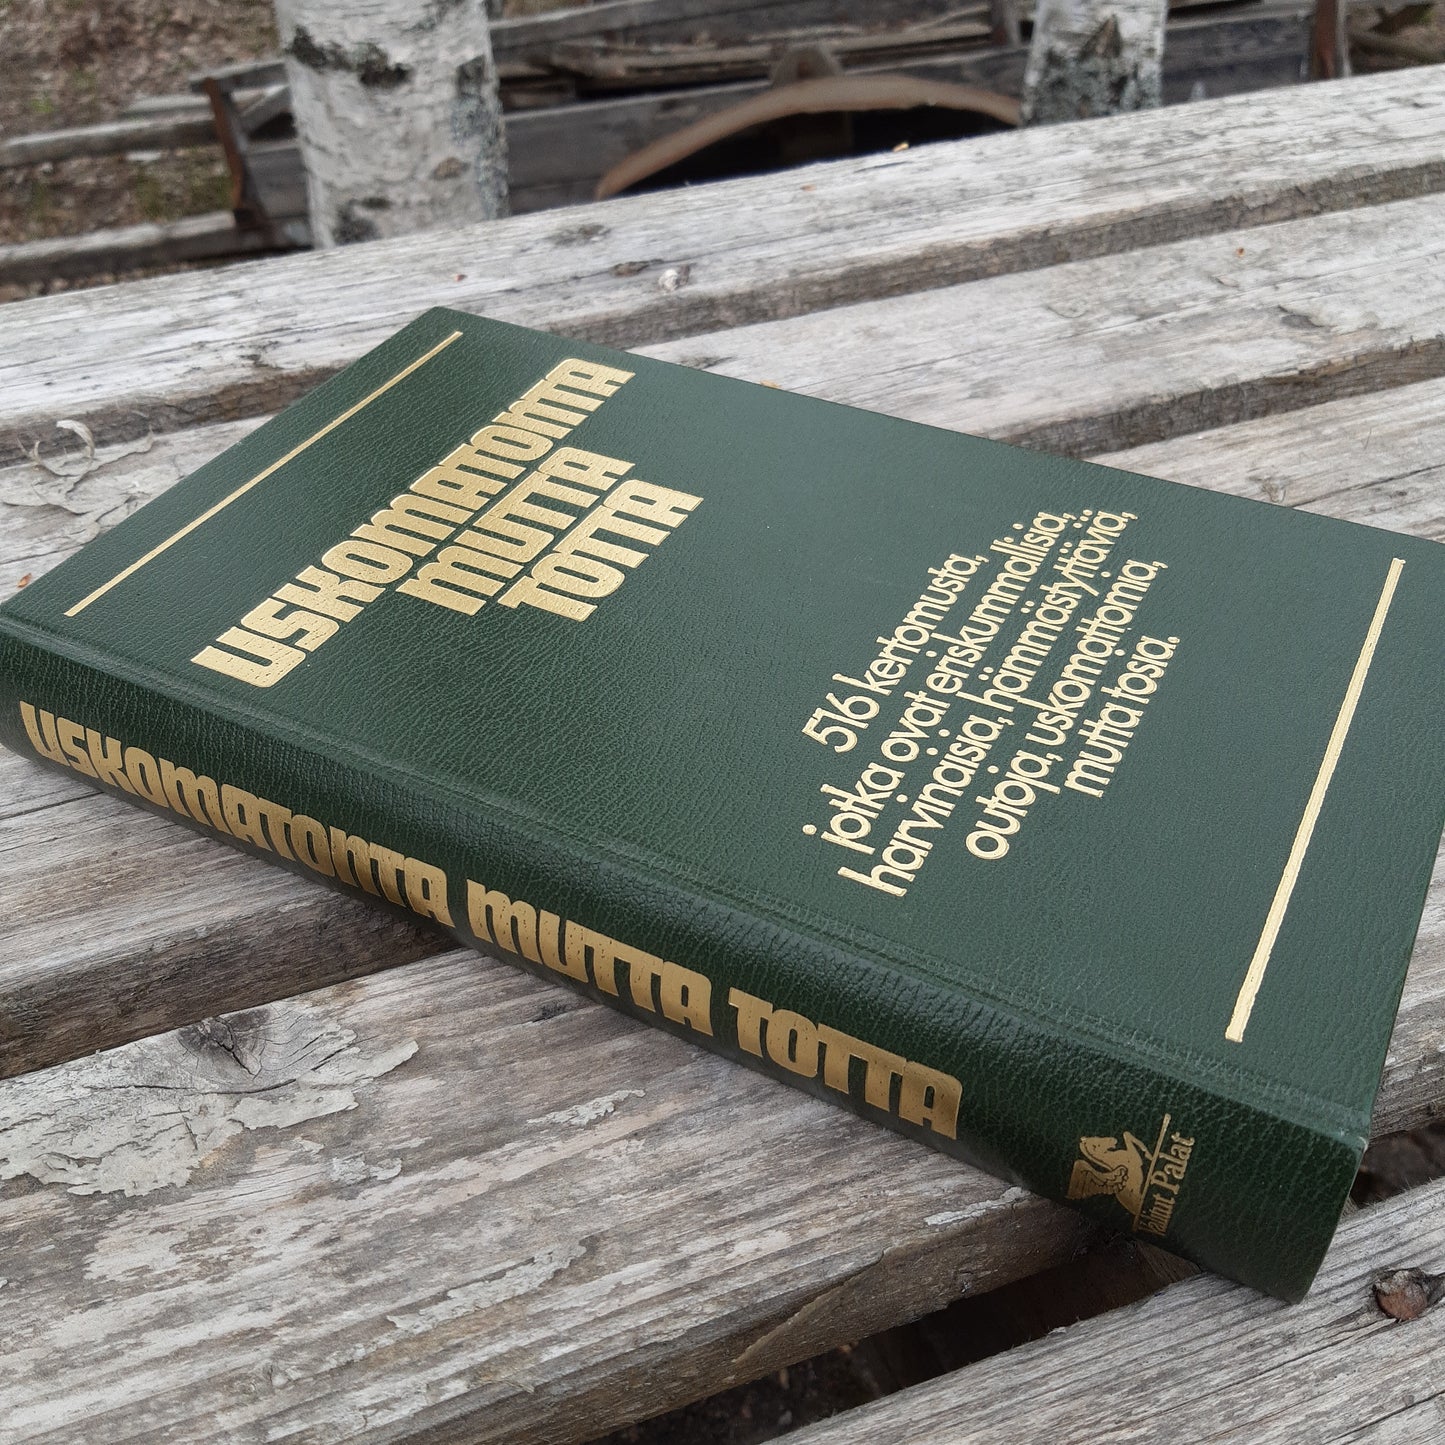 USKOMATONTA
MUTTA
TOTTA
516 kertomusta,
jotka ovat eriskummallisia,
harvinaisia, hämmästyttäviä,
outoja, uskomattomia,
mutta tosia.
USKOMATONTA MUTTA TOTTA
Valitut Palat